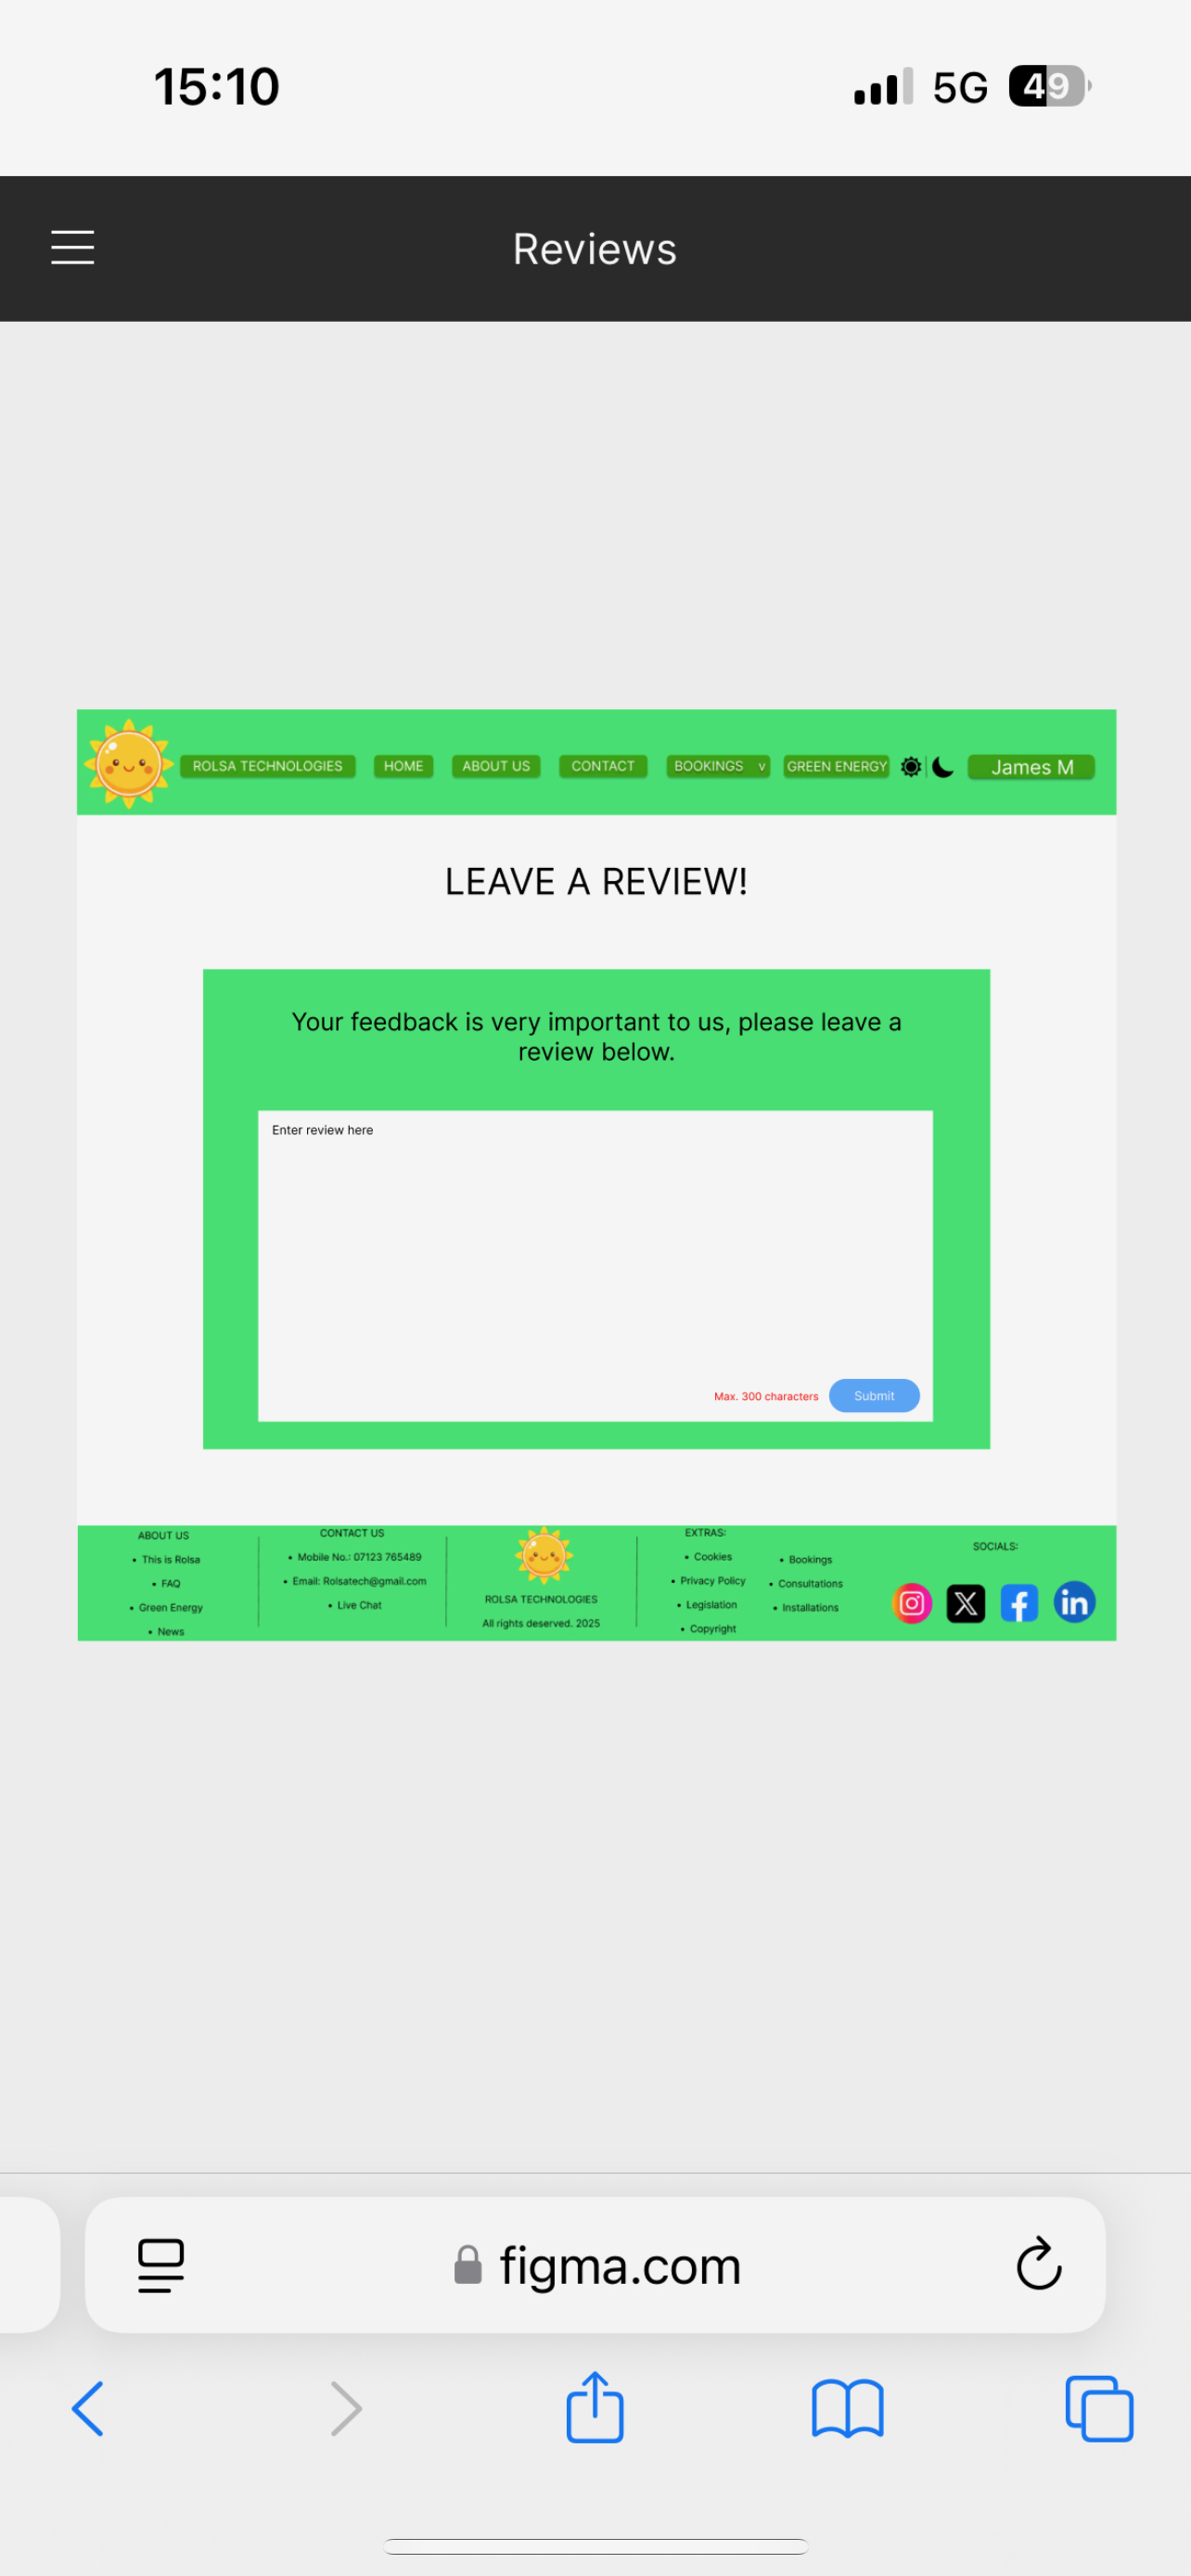 15:10
5G 49
Reviews
ROLSA TECHNOLOGIES HOME ABOUT US CONTACT BOOKINGS v GREEN ENERGY James M
LEAVE A REVIEW!
Your feedback is very important to us, please leave a
review below.
Enter review here
Max. 300 characters Submit
ABOUT US
• This is Rolsa
• FAQ
• Green Energy
• News
CONTACT US
• Mobile No.: 07123 765489
• Email: Rolsatech@gmail.com
• Live Chat
ROLSA TECHNOLOGIES
All rights deserved. 2025
EXTRAS:
• Cookies
• Privacy Policy
• Legislation
• Copyright
• Bookings
• Consultations
• Installations
SOCIALS:
X f in
figma.com